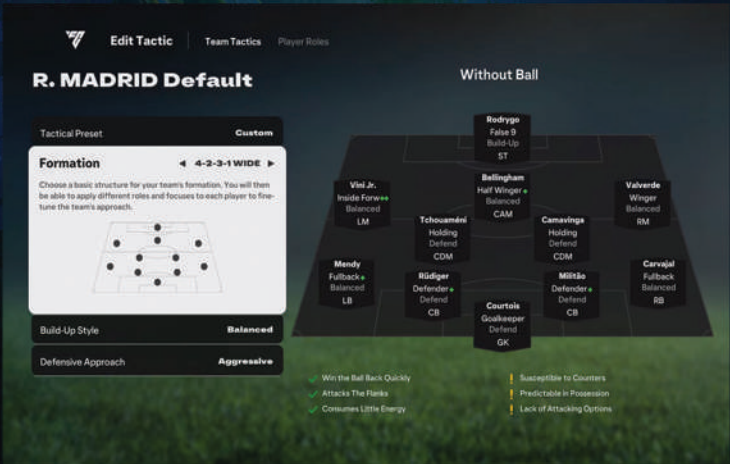 Edit Tactic
Team Tactics
Player Roles
R. MADRID Default
Without Ball
Tactical Preset
Custom
Formation
4-2-3-1 WIDE
Choose a basic structure for your team's formation. You will then
be able to apply different roles and focuses to each player to fine-
tune the team's approach.
Build-Up Style
Balanced
Defensive Approach
Aggressive
Rodrygo
False 9
Build-Up
ST
Vini Jr.
Inside Forw++
Balanced
LM
Bellingham
Half Winger+
Balanced
CAM
Valverde
Winger
Balanced
RM
Tchouaméni
Holding
Defend
CDM
Camavinga
Holding
Defend
CDM
Mendy
Fullback+
Balanced
LB
Rüdiger
Defender+
Defend
CB
Militão
Defender+
Defend
CB
Carvajal
Fullback
Balanced
RB
Courtois
Goalkeeper
Defend
GK
Win the Ball Back Quickly
Attacks The Flanks
Consumes Little Energy
Susceptible to Counters
Predictable in Possession
Lack of Attacking Options